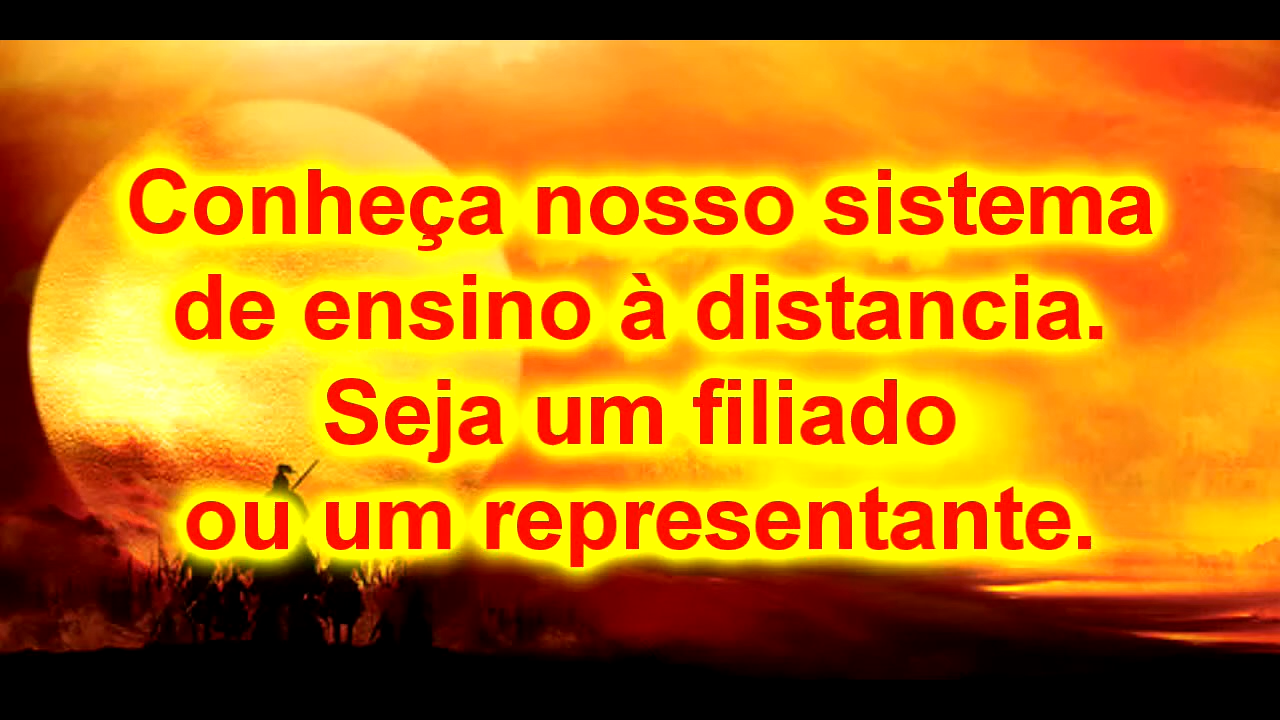 Conheça nosso sistema
de ensino à distancia.
Seja um filiado
ou um representante.